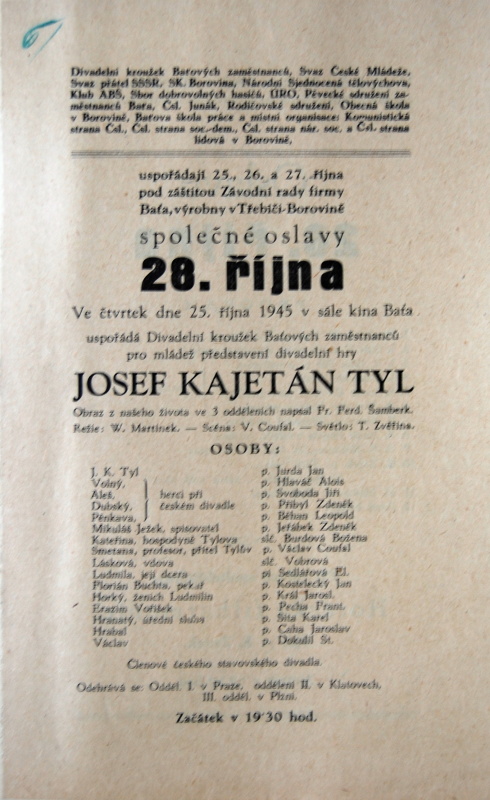 Divadelní kroužek Baťových zaměstnanců, Svaz České Mládeže,
Svaz přátel SSSR, SK. Borovina, Národní Sjednocená tělovýchova,
Klub ABS, Sbor dobrovolných hasičů, ÚRO, Pěvecké sdružení za-
městnanců Baťa, Čsl. Junák, Rodičovské sdružení, Obecná škola
v Borovině, Baťova škola práce a místní organisace: Komunistická
strana Čsl., Čsl. strana soc.-dem., Čsl. strana nár. soc. a Čsl. strana
lidová v Borovině,
uspořádají 25., 26. a 27. října
pod záštitou Závodní rady firmy
Baťa, výrobny v Třebíči-Borovině
společné oslavy
28. října
Ve čtvrtek dne 25. října 1945 v sále kina Baťa
uspořádá Divadelní kroužek Baťových zaměstnanců
pro mládež představení divadelní hry
JOSEF KAJETÁN TYL
Obraz z našeho života ve 3 odděleních napsal Fr. Ferd. Šamberk.
Režie: W. Martinek. — Scéna: V. Coufal. — Světlo: T. Zvěřina.
OSOBY:
J. K. Tyl p. Jurda Jan
Volný, p. Hlaváč Alois
Aleš, p. Svoboda Jiří
Dubský, p. Přibyl Zdeněk
Pěnkava, p. Běhan Leopold
herci při
českém divadle
Mikuláš Ježek, spisovatel p. Jeřábek Zdeněk
Kateřina, hospodyně Tylova slč. Burdová Božena
Smetana, profesor, přítel Tylův p. Václav Coufal
Lásková, vdova slč. Vobrová
Ludmila, její dcera pí Sedlářová El.
Florián Buchta, pekař p. Kostelecký Jan
Horký, ženich Ludmilin p. Král Jarosl.
Erazim Voříšek p. Pecha Frant.
Hranatý, úřední sluha p. Síta Karel
Hrabal p. Caha Jaroslav
Václav p. Dokulil St.
Členové českého stavovského divadla.
Odehrává se: Odděl. I. v Praze, oddělení II. v Klatovech,
III. odděl. v Plzni.
Začátek v 19'30 hod.